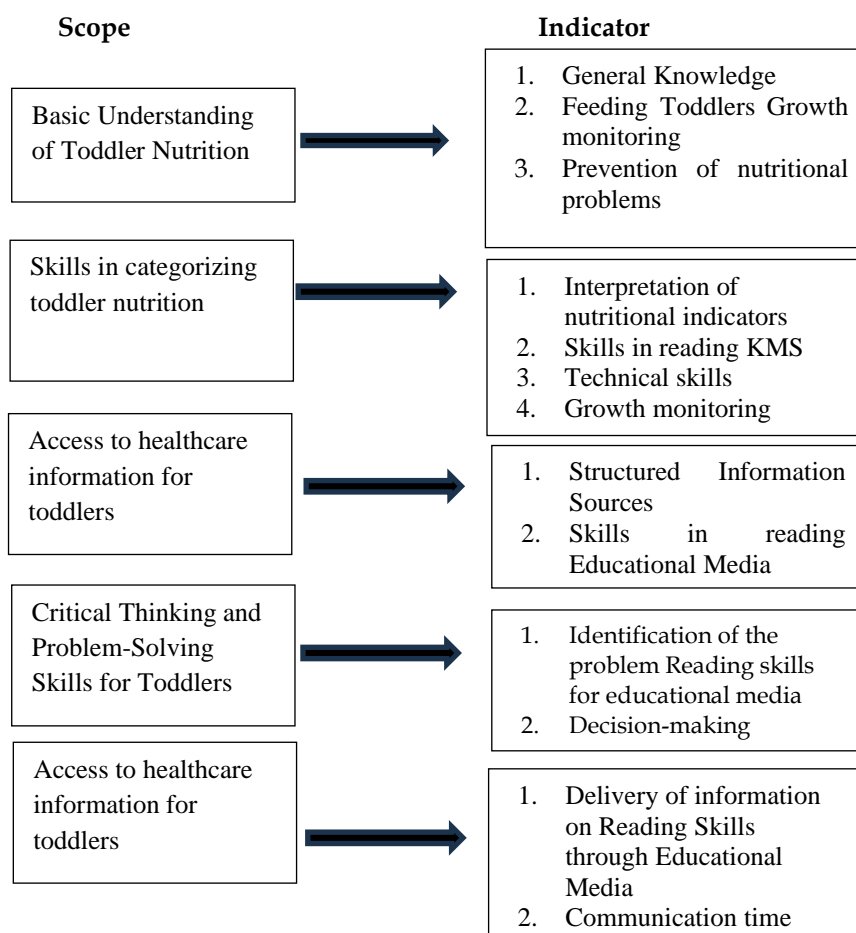 Scope
Indicator
Basic Understanding
of Toddler Nutrition
1. General Knowledge
2. Feeding Toddlers Growth
monitoring
3. Prevention of nutritional
problems
Skills in categorizing
toddler nutrition
1. Interpretation of
nutritional indicators
2. Skills in reading KMS
3. Technical skills
4. Growth monitoring
Access to healthcare
information for
toddlers
1. Structured Information
Sources
2. Skills in reading
Educational Media
Critical Thinking and
Problem-Solving
Skills for Toddlers
1. Identification of the
problem Reading skills
for educational media
2. Decision-making
Access to healthcare
information for
toddlers
1. Delivery of information
on Reading Skills
through Educational
Media
2. Communication time